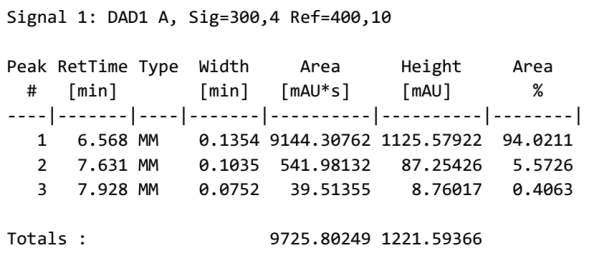 Signal 1: DAD1 A, Sig=300,4 Ref=400,10
Peak RetTime Type  Width     Area      Height     Area
  #   [min]        [min]   [mAU*s]     [mAU]        %
----|-------|----|-------|----------|----------|--------|
   1   6.568 MM    0.1354 9144.30762 1125.57922  94.0211
   2   7.631 MM    0.1035  541.98132   87.25426   5.5726
   3   7.928 MM    0.0752   39.51355    8.76017   0.4063
Totals :                  9725.80249 1221.59366